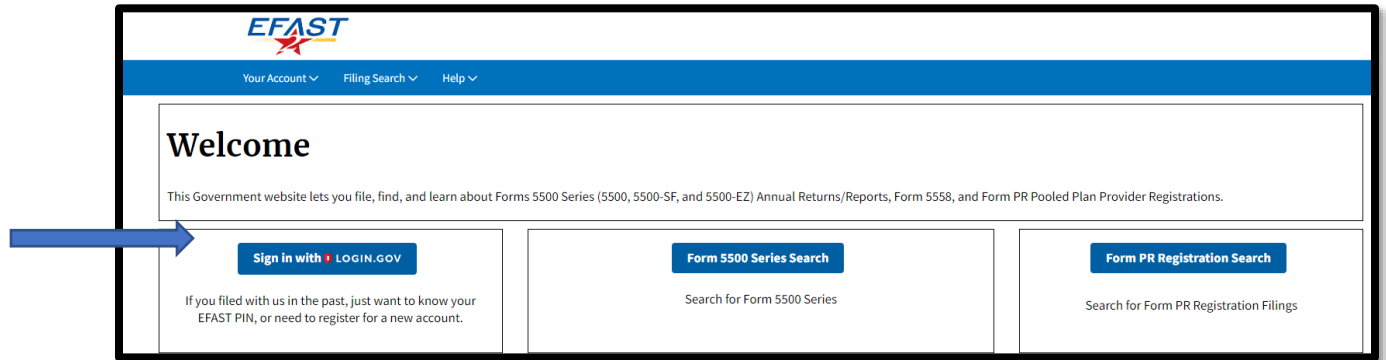 EFAST
Your Account Filing Search Help
Welcome
This Government website lets you file, find, and learn about Forms 5500 Series (5500, 5500-SF, and 5500-EZ) Annual Returns/Reports, Form 5558, and Form PR Pooled Plan Provider Registrations.
Sign in with LOGIN.GOV
If you filed with us in the past, just want to know your
EFAST PIN, or need to register for a new account.
Form 5500 Series Search
Search for Form 5500 Series
Form PR Registration Search
Search for Form PR Registration Filings